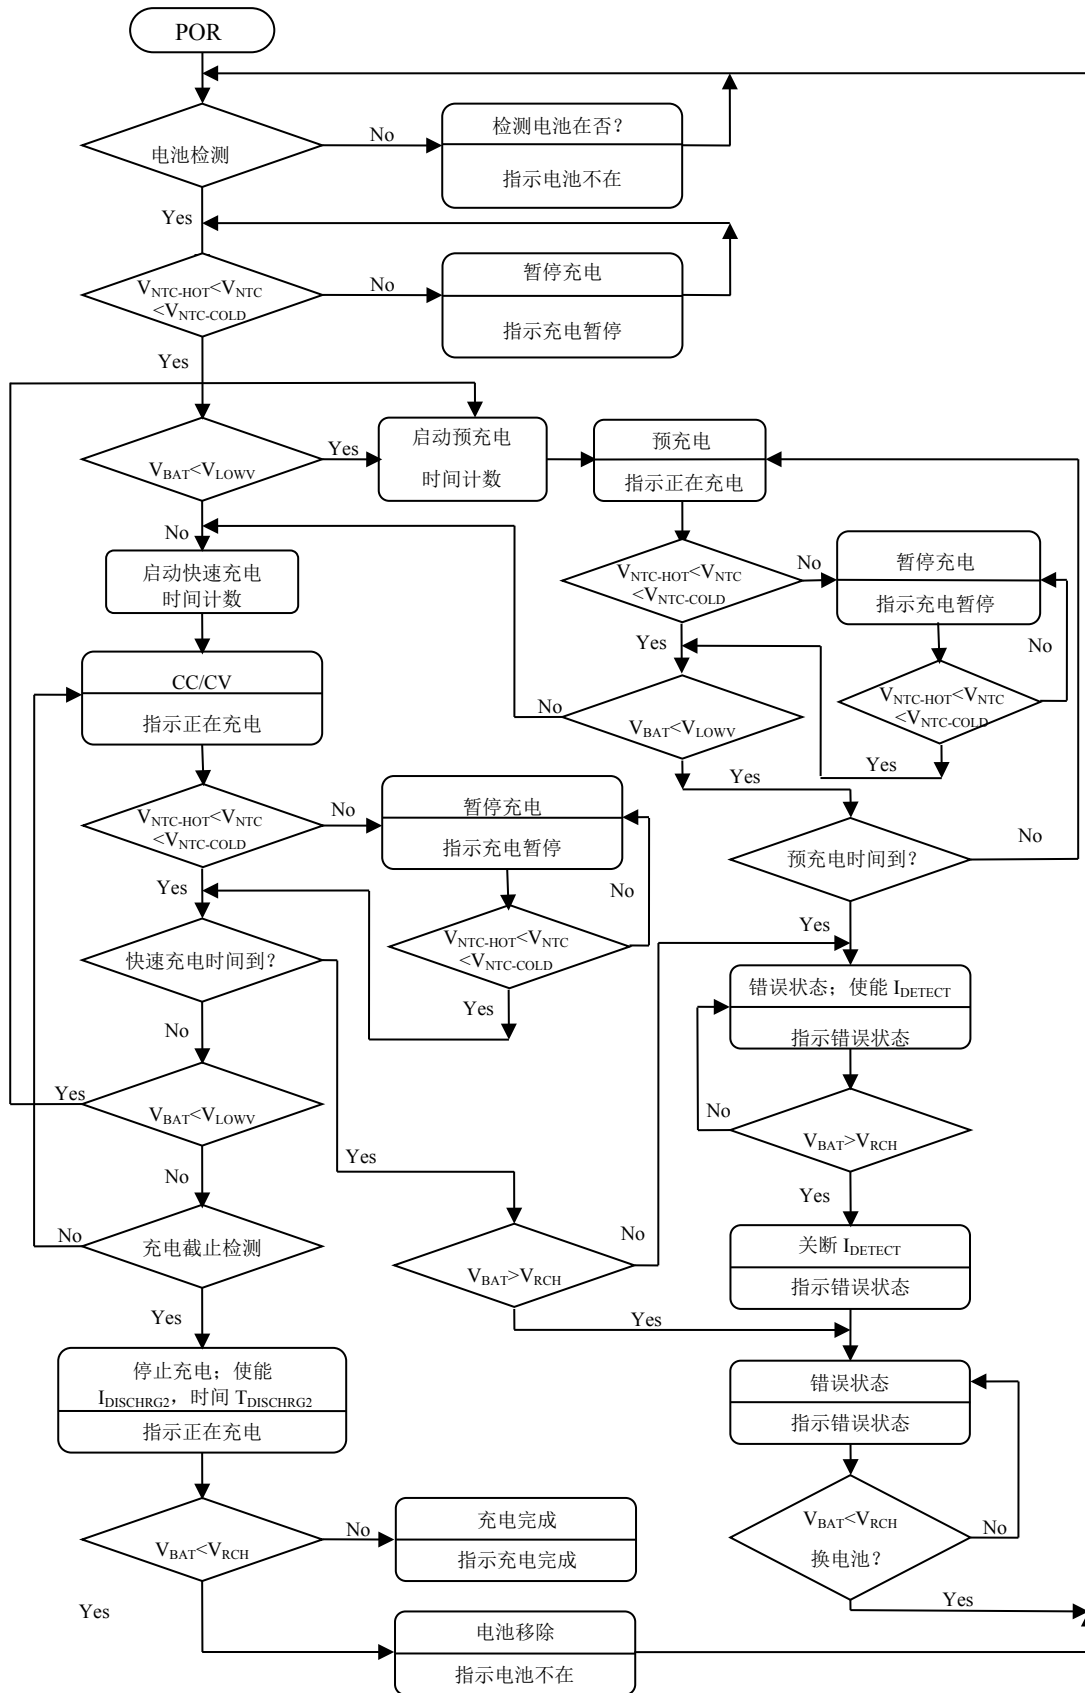 POR
电池检测
No
检测电池在否？
指示电池不在
Yes
V_NTC-HOT<V_NTC
<V_NTC-COLD
No
暂停充电
指示充电暂停
Yes
V_BAT<V_LOWV
Yes
启动预充电
时间计数
预充电
指示正在充电
No
启动快速充电
时间计数
V_NTC-HOT<V_NTC
<V_NTC-COLD
No
暂停充电
指示充电暂停
Yes
No
CC/CV
指示正在充电
No
V_BAT<V_LOWV
V_NTC-HOT<V_NTC
<V_NTC-COLD
Yes
Yes
V_NTC-HOT<V_NTC
<V_NTC-COLD
No
暂停充电
指示充电暂停
预充电时间到？
No
Yes
No
V_NTC-HOT<V_NTC
<V_NTC-COLD
Yes
Yes
快速充电时间到？
错误状态；使能 I_DETECT
指示错误状态
No
Yes
V_BAT<V_LOWV
No
V_BAT>V_RCH
Yes
No
Yes
Yes
No
充电截止检测
V_BAT>V_RCH
No
关断 I_DETECT
指示错误状态
Yes
Yes
停止充电；使能
I_DISCHRG2，时间 T_DISCHRG2
指示正在充电
错误状态
指示错误状态
V_BAT<V_RCH
No
充电完成
指示充电完成
V_BAT<V_RCH
换电池？
No
Yes
Yes
电池移除
指示电池不在